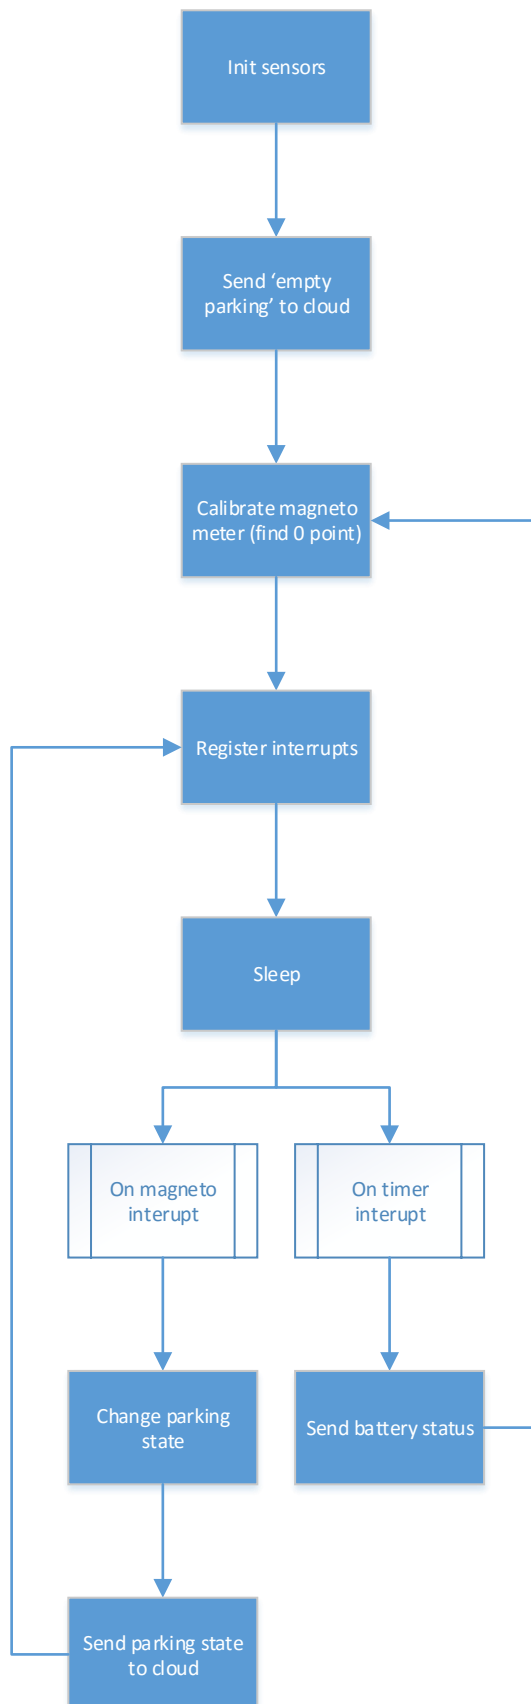 Init sensors
Send ‘empty
parking’ to cloud
Calibrate magneto
meter (find 0 point)
Register interrupts
Sleep
On magneto
interupt
On timer
interupt
Change parking
state
Send battery status
Send parking state
to cloud